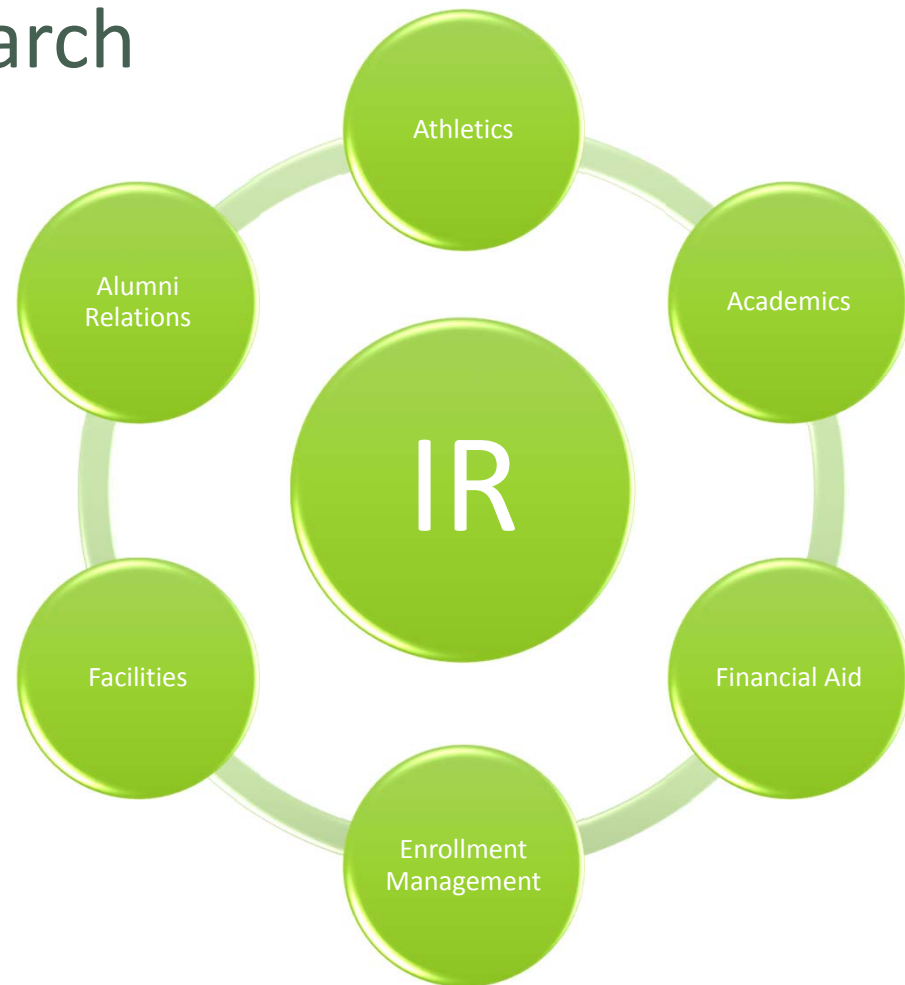 arch
Athletics
Alumni
Relations
Academics
IR
Facilities
Financial Aid
Enrollment
Management